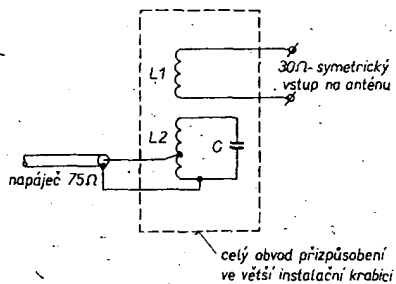 L1
30Ω-symetrický
vstup na anténu
L2
C
napáječ 75Ω
celý obvod přizpůsobení
ve větší instalační krabici